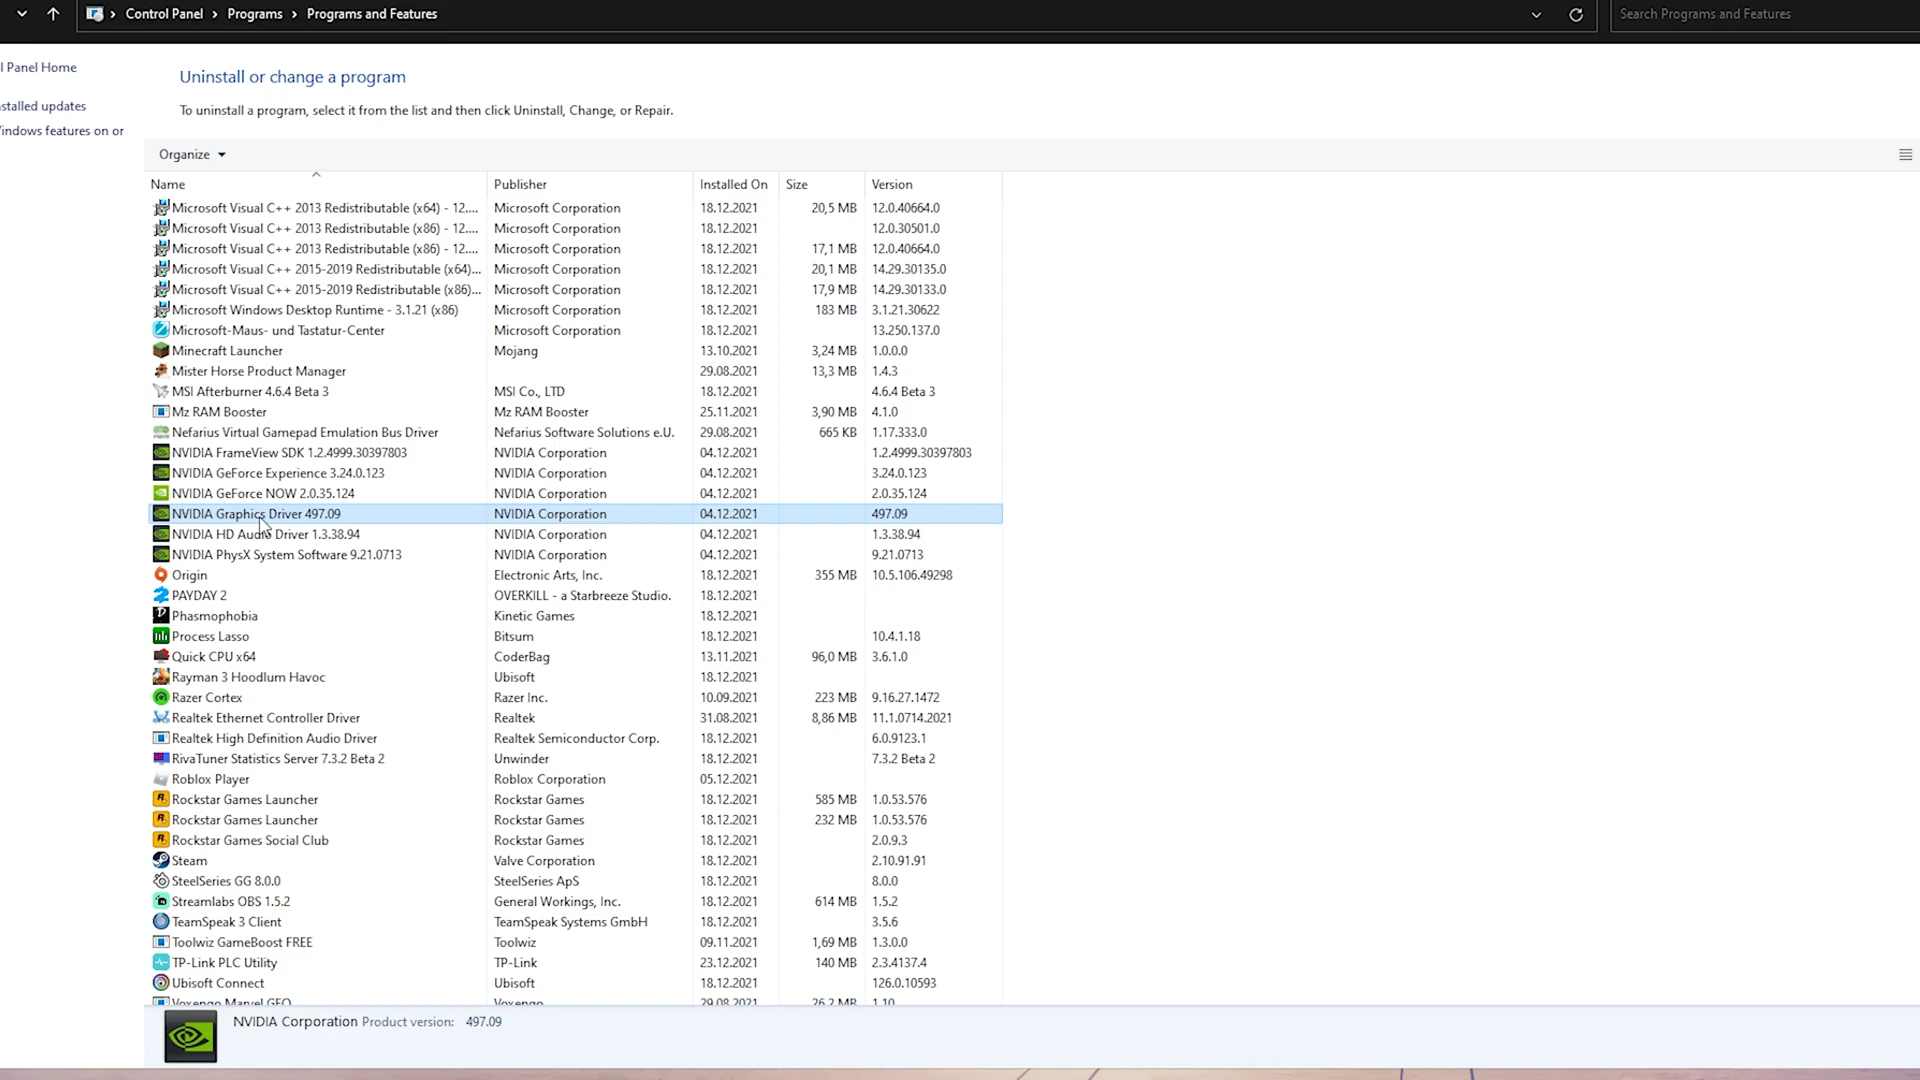 Control Panel > Programs > Programs and Features
Search Programs and Features
l Panel Home
stalled updates
indows features on or
Uninstall or change a program
To uninstall a program, select it from the list and then click Uninstall, Change, or Repair.
Organize
Name Publisher Installed On Size Version
Microsoft Visual C++ 2013 Redistributable (x64) - 12.... Microsoft Corporation 18.12.2021 20,5 MB 12.0.40664.0
Microsoft Visual C++ 2013 Redistributable (x86) - 12.... Microsoft Corporation 18.12.2021 12.0.30501.0
Microsoft Visual C++ 2013 Redistributable (x86) - 12.... Microsoft Corporation 18.12.2021 17,1 MB 12.0.40664.0
Microsoft Visual C++ 2015-2019 Redistributable (x64)... Microsoft Corporation 18.12.2021 20,1 MB 14.29.30135.0
Microsoft Visual C++ 2015-2019 Redistributable (x86)... Microsoft Corporation 18.12.2021 17,9 MB 14.29.30133.0
Microsoft Windows Desktop Runtime - 3.1.21 (x86) Microsoft Corporation 18.12.2021 183 MB 3.1.21.30622
Microsoft-Maus- und Tastatur-Center Microsoft Corporation 18.12.2021 13.250.137.0
Minecraft Launcher Mojang 13.10.2021 3,24 MB 1.0.0.0
Mister Horse Product Manager 29.08.2021 13,3 MB 1.4.3
MSI Afterburner 4.6.4 Beta 3 MSI Co., LTD 18.12.2021 4.6.4 Beta 3
Mz RAM Booster Mz RAM Booster 25.11.2021 3,90 MB 4.1.0
Nefarius Virtual Gamepad Emulation Bus Driver Nefarius Software Solutions e.U. 29.08.2021 665 KB 1.17.333.0
NVIDIA FrameView SDK 1.2.4999.30397803 NVIDIA Corporation 04.12.2021 1.2.4999.30397803
NVIDIA GeForce Experience 3.24.0.123 NVIDIA Corporation 04.12.2021 3.24.0.123
NVIDIA GeForce NOW 2.0.35.124 NVIDIA Corporation 04.12.2021 2.0.35.124
NVIDIA Graphics Driver 497.09 NVIDIA Corporation 04.12.2021 497.09
NVIDIA HD Audio Driver 1.3.38.94 NVIDIA Corporation 04.12.2021 1.3.38.94
NVIDIA PhysX System Software 9.21.0713 NVIDIA Corporation 04.12.2021 9.21.0713
Origin Electronic Arts, Inc. 18.12.2021 355 MB 10.5.106.49298
PAYDAY 2 OVERKILL - a Starbreeze Studio. 18.12.2021
Phasmophobia Kinetic Games 18.12.2021
Process Lasso Bitsum 18.12.2021 10.4.1.18
Quick CPU x64 CoderBag 13.11.2021 96,0 MB 3.6.1.0
Rayman 3 Hoodlum Havoc Ubisoft 18.12.2021
Razer Cortex Razer Inc. 10.09.2021 223 MB 9.16.27.1472
Realtek Ethernet Controller Driver Realtek 31.08.2021 8,86 MB 11.1.0714.2021
Realtek High Definition Audio Driver Realtek Semiconductor Corp. 18.12.2021 6.0.9123.1
RivaTuner Statistics Server 7.3.2 Beta 2 Unwinder 18.12.2021 7.3.2 Beta 2
Roblox Player Roblox Corporation 05.12.2021
Rockstar Games Launcher Rockstar Games 18.12.2021 585 MB 1.0.53.576
Rockstar Games Launcher Rockstar Games 18.12.2021 232 MB 1.0.53.576
Rockstar Games Social Club Rockstar Games 18.12.2021 2.0.9.3
Steam Valve Corporation 18.12.2021 2.10.91.91
SteelSeries GG 8.0.0 SteelSeries ApS 18.12.2021 8.0.0
Streamlabs OBS 1.5.2 General Workings, Inc. 18.12.2021 614 MB 1.5.2
TeamSpeak 3 Client TeamSpeak Systems GmbH 18.12.2021 3.5.6
Toolwiz GameBoost FREE Toolwiz 09.11.2021 1,69 MB 1.3.0.0
TP-Link PLC Utility TP-Link 23.12.2021 140 MB 2.3.4137.4
Ubisoft Connect Ubisoft 18.12.2021 126.0.10593
Voxengo Marvel GEQ Voxengo 29.08.2021 26,2 MB 1.10
NVIDIA Corporation Product version: 497.09